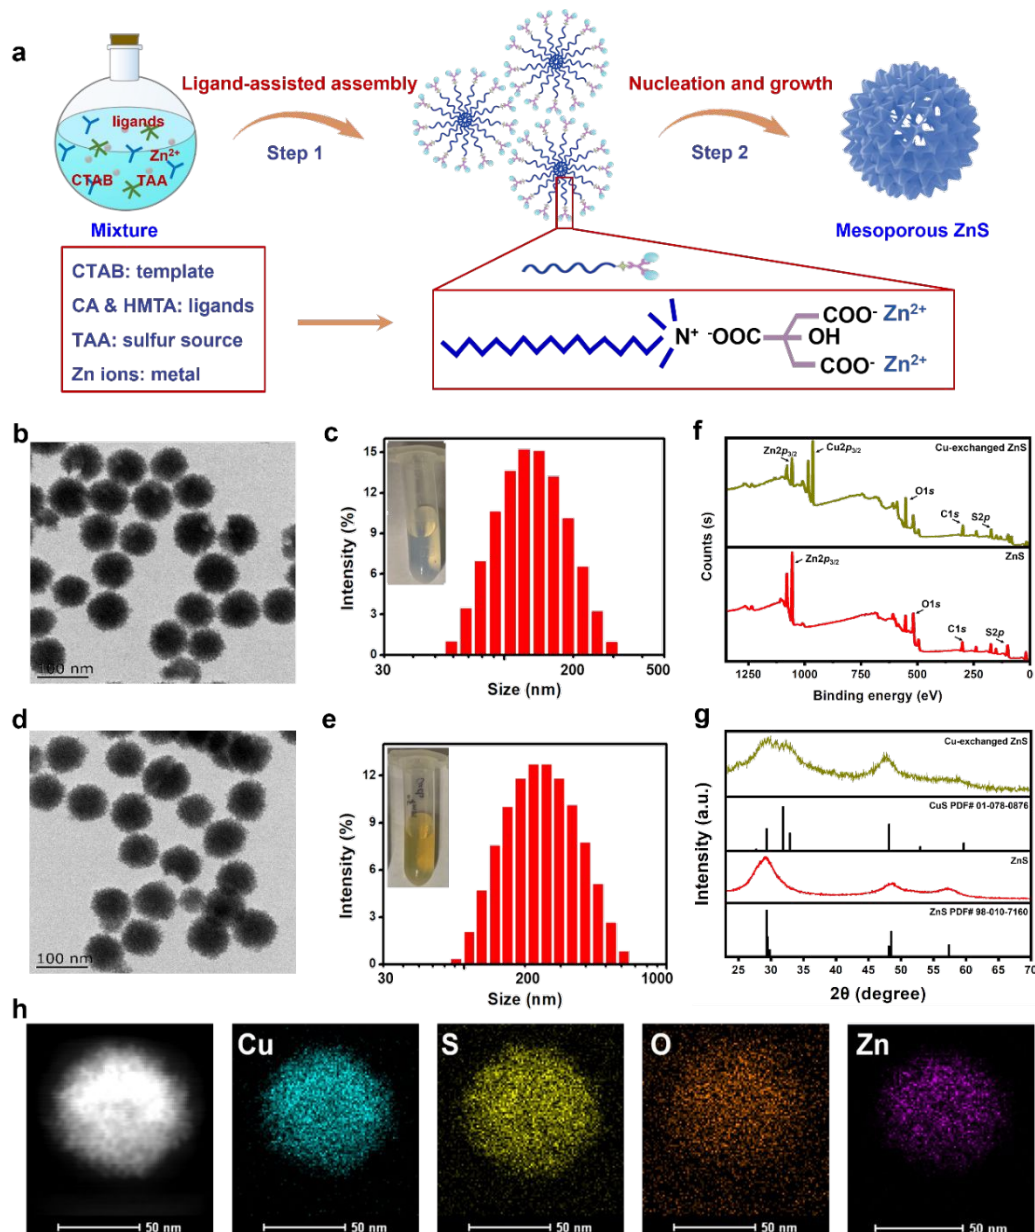 a
Ligand-assisted assembly
Nucleation and growth
ligands
Zn²⁺
CTAB
TAA
Step 1
Step 2
Mixture
Mesoporous ZnS
CTAB: template
CA & HMTA: ligands
TAA: sulfur source
Zn ions: metal
N⁺
⁻OOC
COO⁻ Zn²⁺
OH
COO⁻ Zn²⁺
b
100 nm
c
Intensity (%)
15
12
9
6
3
0
30
200
500
Size (nm)
f
Counts (s)
Cu-exchanged ZnS
Zn2p3/2
Cu2p3/2
O1s
C1s
S2p
ZnS
Zn2p3/2
O1s
C1s
S2p
1250
1000
750
500
250
0
Binding energy (eV)
d
100 nm
e
Intensity (%)
12
9
6
3
0
30
200
1000
Size (nm)
g
Intensity (a.u.)
Cu-exchanged ZnS
CuS PDF# 01-078-0876
ZnS
ZnS PDF# 98-010-7160
25
30
35
40
45
50
55
60
65
70
2θ (degree)
h
Cu
S
O
Zn
50 nm
50 nm
50 nm
50 nm
50 nm